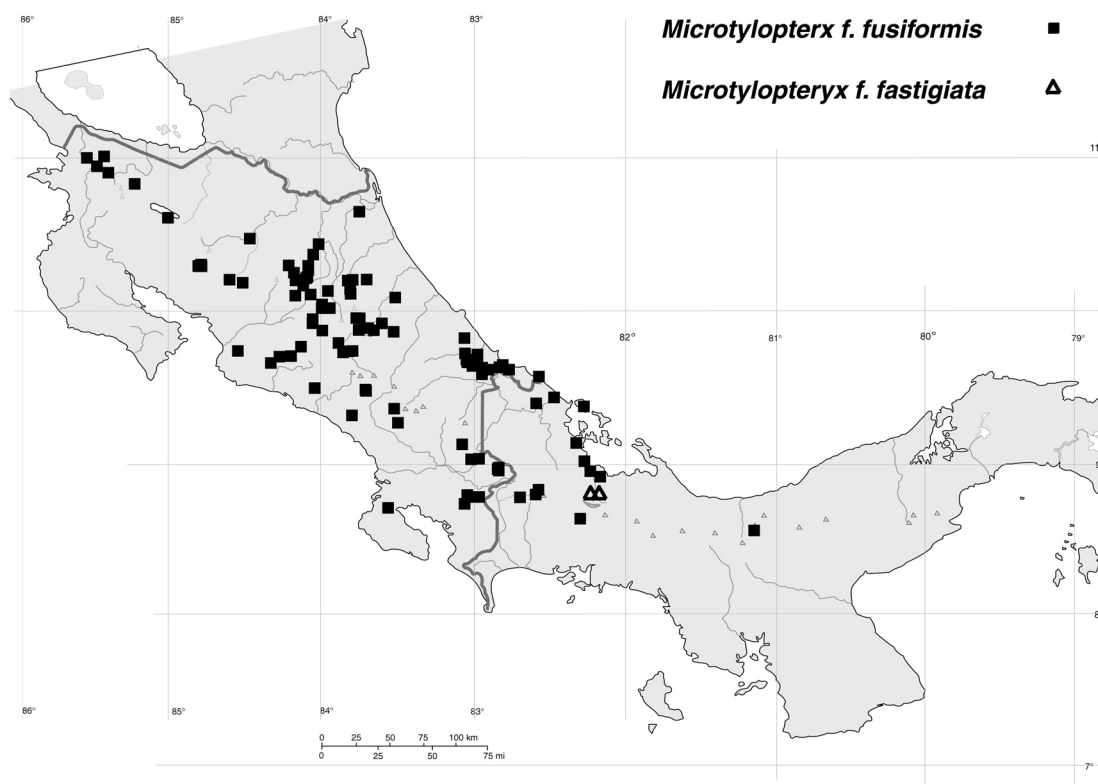 86° 85° 84°
Microtylopterx f. fusiformis
Microtylopteryx f. fastigiata
11
82° 81° 80° 79°
9
8
86° 85° 84° 83°
0 25 50 75 100 km
0 25 50 75 mi
7°